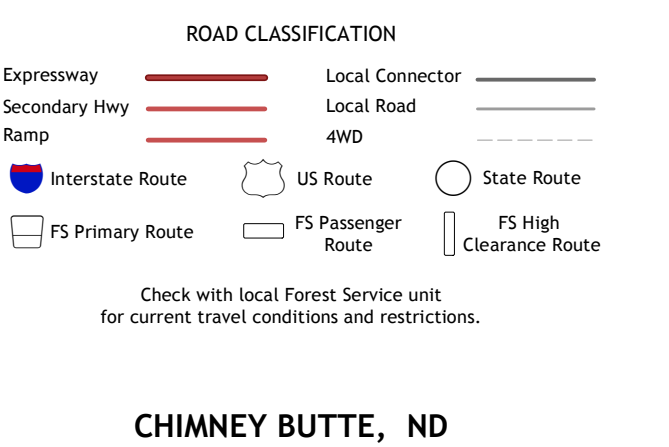 ROAD CLASSIFICATION
Expressway
Local Connector
Secondary Hwy
Local Road
Ramp
4WD
Interstate Route
US Route
State Route
FS Primary Route
FS Passenger
Route
FS High
Clearance Route
Check with local Forest Service unit
for current travel conditions and restrictions.
CHIMNEY BUTTE, ND